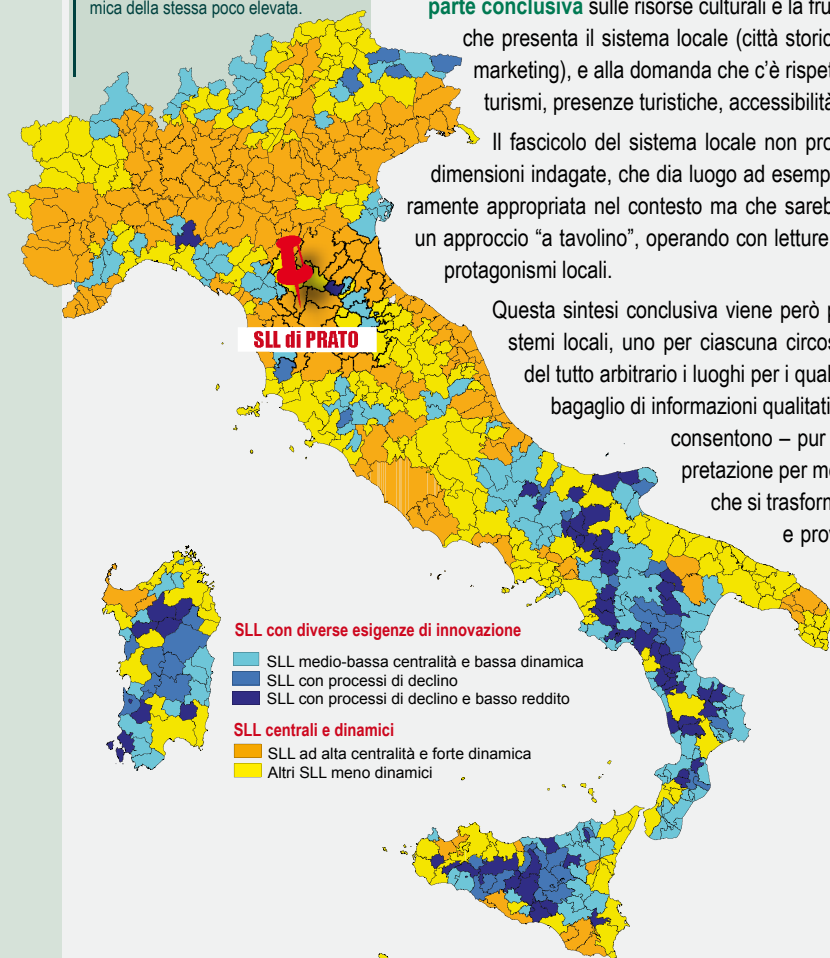 mica della stessa poco elevata.
parte conclusiva sulle risorse culturali e la fru
che presenta il sistema locale (città storic
marketing), e alla domanda che c'è rispet
turismi, presenze turistiche, accessibilità
Il fascicolo del sistema locale non pro
dimensioni indagate, che dia luogo ad esemp
ramente appropriata nel contesto ma che sareb
un approccio “a tavolino”, operando con letture
protagonismi locali.
Questa sintesi conclusiva viene però p
stemi locali, uno per ciascuna circos
del tutto arbitrario i luoghi per i qual
bagaglio di informazioni qualitati
consentono – pur
pretazione per me
che si trasform
e prov
SLL di PRATO
SLL con diverse esigenze di innovazione
SLL medio-bassa centralità e bassa dinamica
SLL con processi di declino
SLL con processi di declino e basso reddito
SLL centrali e dinamici
SLL ad alta centralità e forte dinamica
Altri SLL meno dinamici